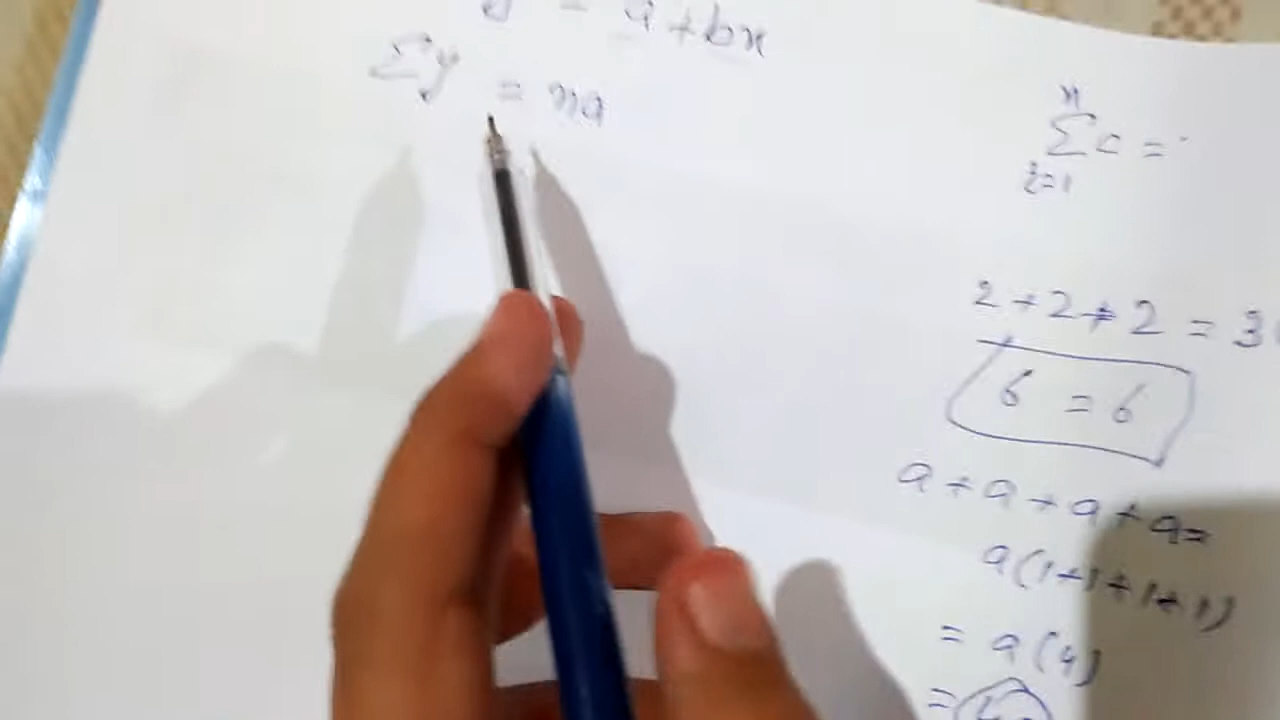 y = a + bx
Σy = na
n
Σ c =
i=1
2 + 2 + 2 = 3
6 = 6
a + a + a + a =
a(1+1+1+1)
= a(4)
=